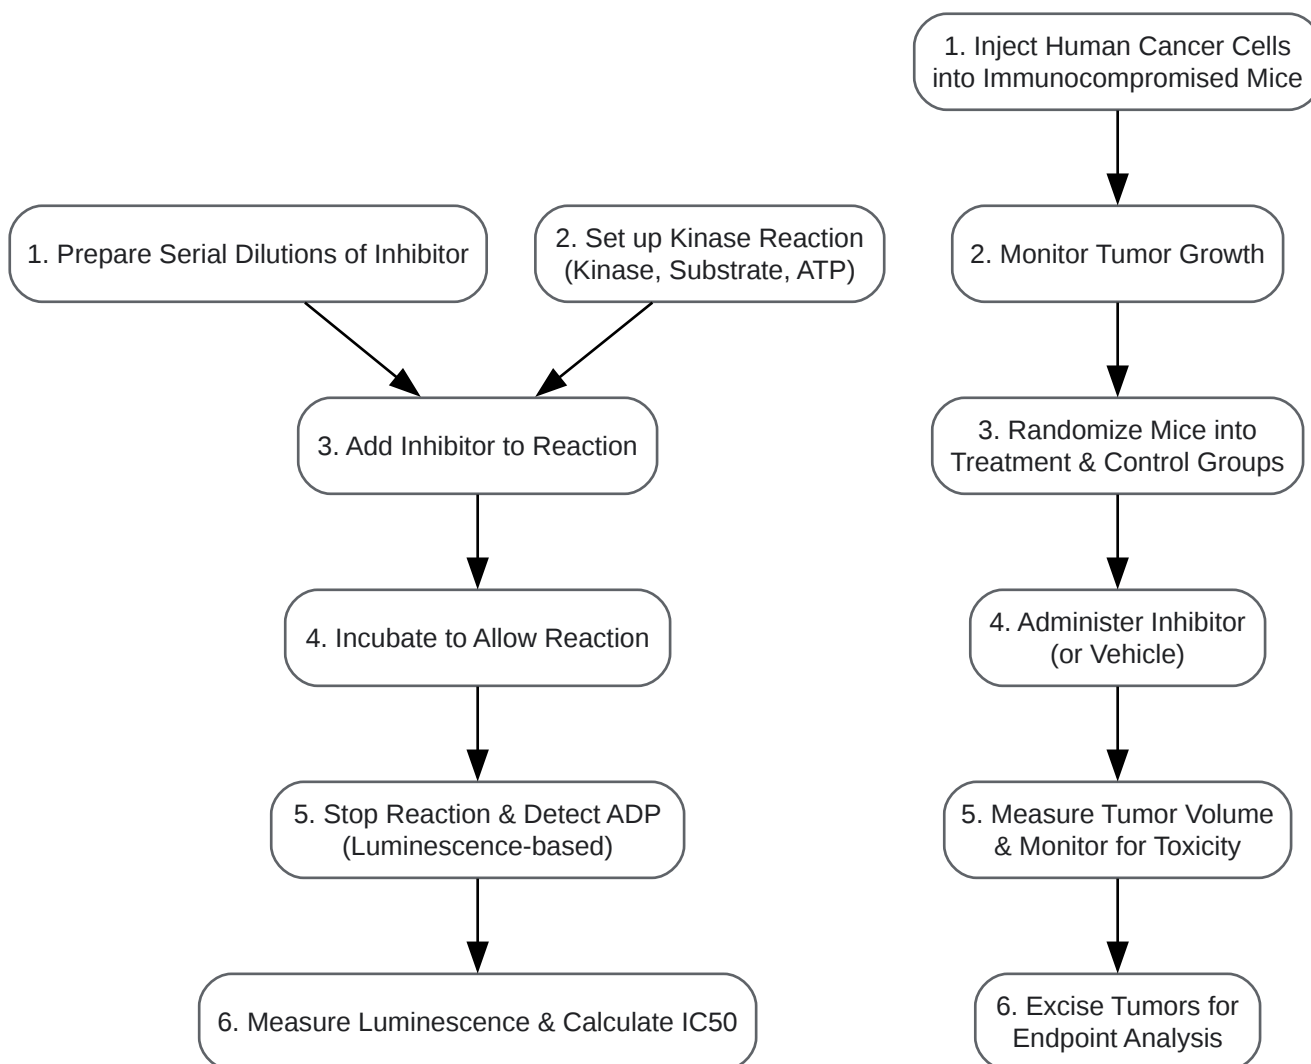 1. Prepare Serial Dilutions of Inhibitor
2. Set up Kinase Reaction
(Kinase, Substrate, ATP)
3. Add Inhibitor to Reaction
4. Incubate to Allow Reaction
5. Stop Reaction & Detect ADP
(Luminescence-based)
6. Measure Luminescence & Calculate IC50
1. Inject Human Cancer Cells
into Immunocompromised Mice
2. Monitor Tumor Growth
3. Randomize Mice into
Treatment & Control Groups
4. Administer Inhibitor
(or Vehicle)
5. Measure Tumor Volume
& Monitor for Toxicity
6. Excise Tumors for
Endpoint Analysis